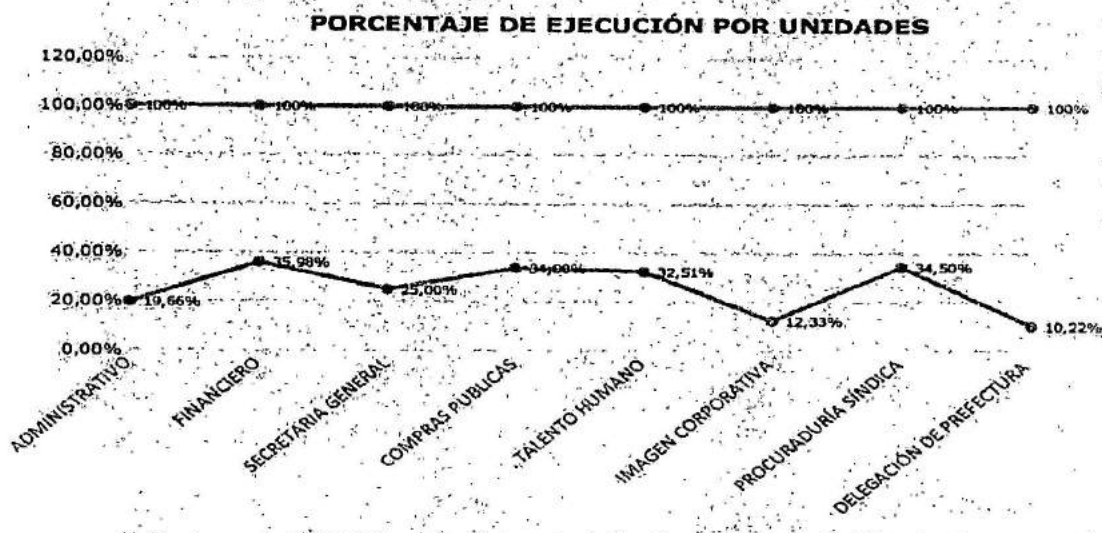 PORCENTAJE DE EJECUCIÓN POR UNIDADES
120,00%
100,00%
100%
100%
100%
100%
100%
100%
100%
100%
80,00%
60,00%
40,00%
20,00%
0,00%
19,66%
35,98%
25,00%
34,00%
32,51%
12,33%
34,50%
10,22%
ADMINISTRATIVO
FINANCIERO
SECRETARIA GENERAL
COMPRAS PUBLICAS
TALENTO HUMANO
IMAGEN CORPORATIVA
PROCURADURÍA SÍNDICA
DELEGACIÓN DE PREFECTURA